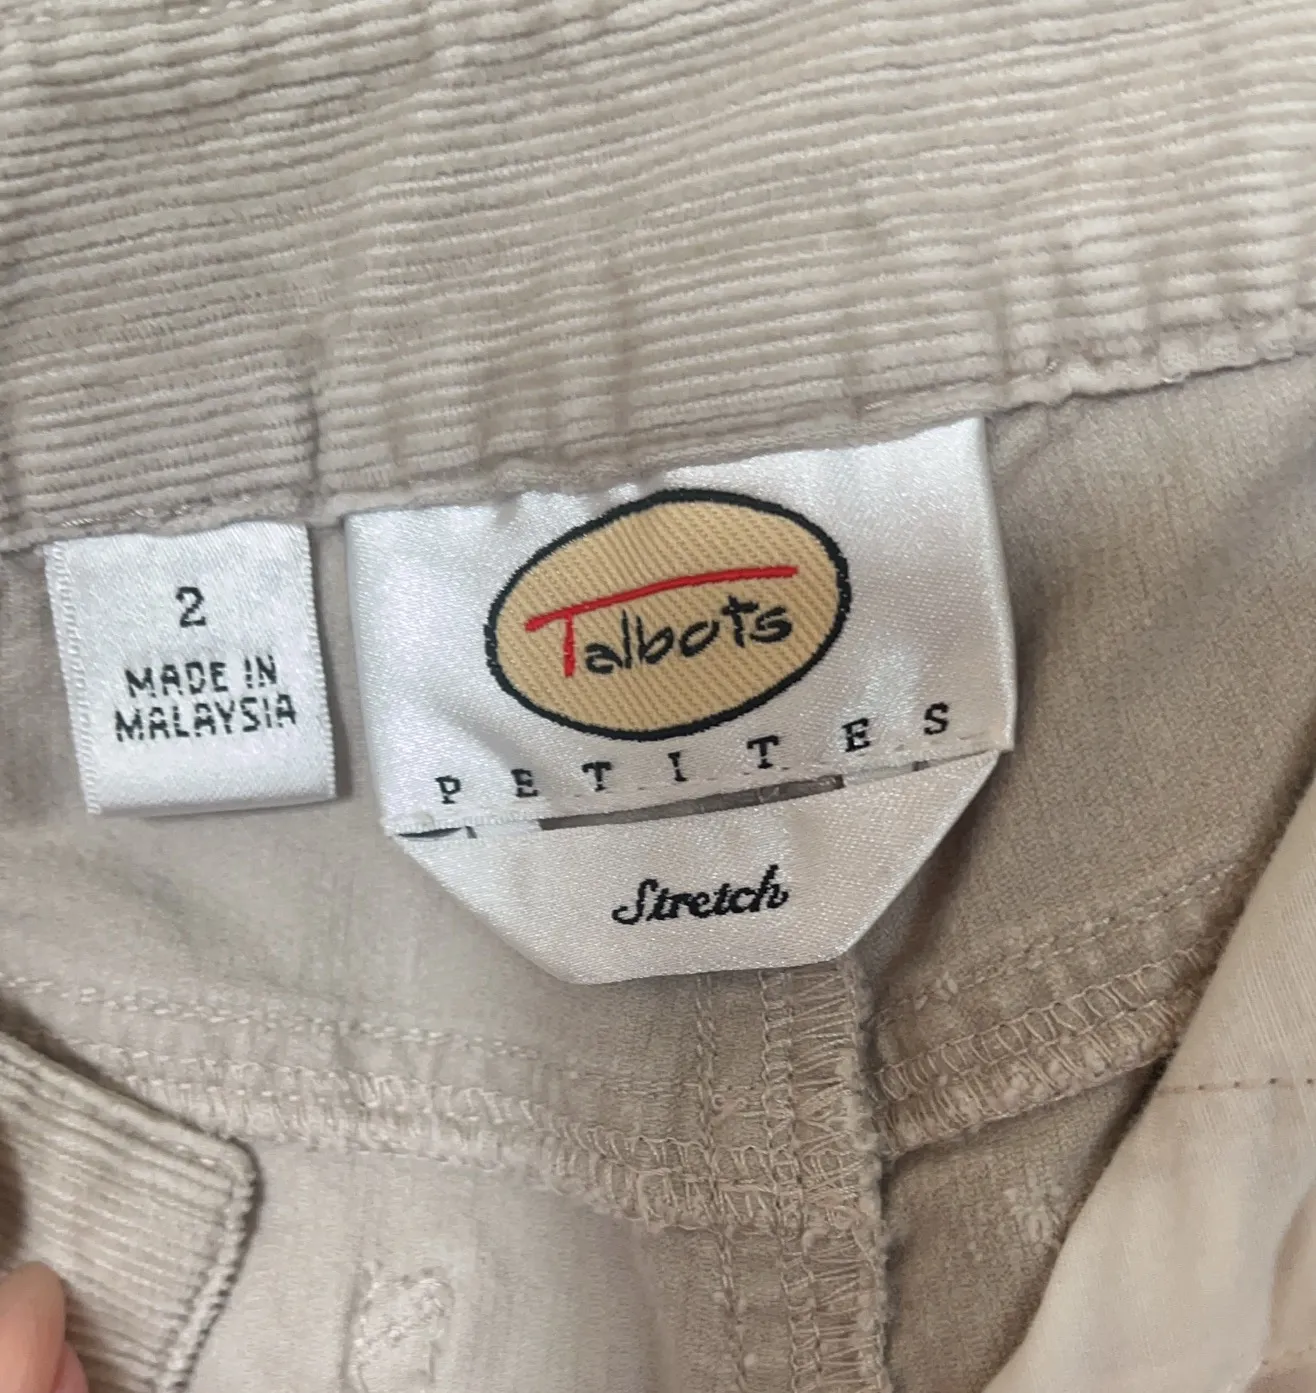 2
MADE IN
MALAYSIA
Talbots
PETITES
Stretch